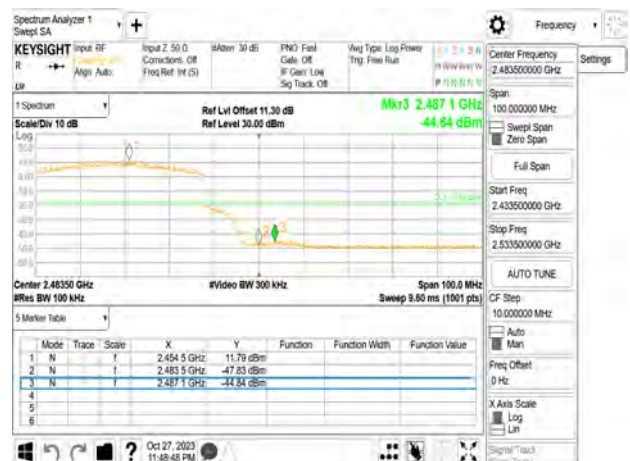 Spectrum Analyzer 1
Swept SA
+
Frequency
KEYSIGHT
R
Input: RF
Align: Auto
Input Z: 50 Ω
Corrections: Off
Freq Ref: Int (S)
#Atten: 30 dB
PNO: Fast
Gate: Off
IF Gain: Low
Sig Track: Off
Avg Type: Log-Power
Trig: Free Run
Settings
Center Frequency
2.483500000 GHz
Span
100.000000 MHz
Swept Span
Zero Span
Full Span
Start Freq
2.433500000 GHz
Stop Freq
2.533500000 GHz
AUTO TUNE
CF Step
10.000000 MHz
Auto
Man
Freq Offset
0 Hz
X Axis Scale
Log
Lin
Signal Track
1 Spectrum
Scale/Div 10 dB
Log
Ref Lvl Offset 11.30 dB
Ref Level 30.00 dBm
Mkr3 2.487 1 GHz
-44.84 dBm
2
3
Center 2.48350 GHz
#Res BW 100 kHz
#Video BW 300 kHz
Span 100.0 MHz
Sweep 9.60 ms (1001 pts)
5 Marker Table
Mode Trace Scale X Y Function Function Width Function Value
1 N f 2.454 5 GHz 11.79 dBm
2 N f 2.483 5 GHz -47.83 dBm
3 N f 2.487 1 GHz -44.84 dBm
4
5
6
?
Oct 27, 2023
11:48:48 PM